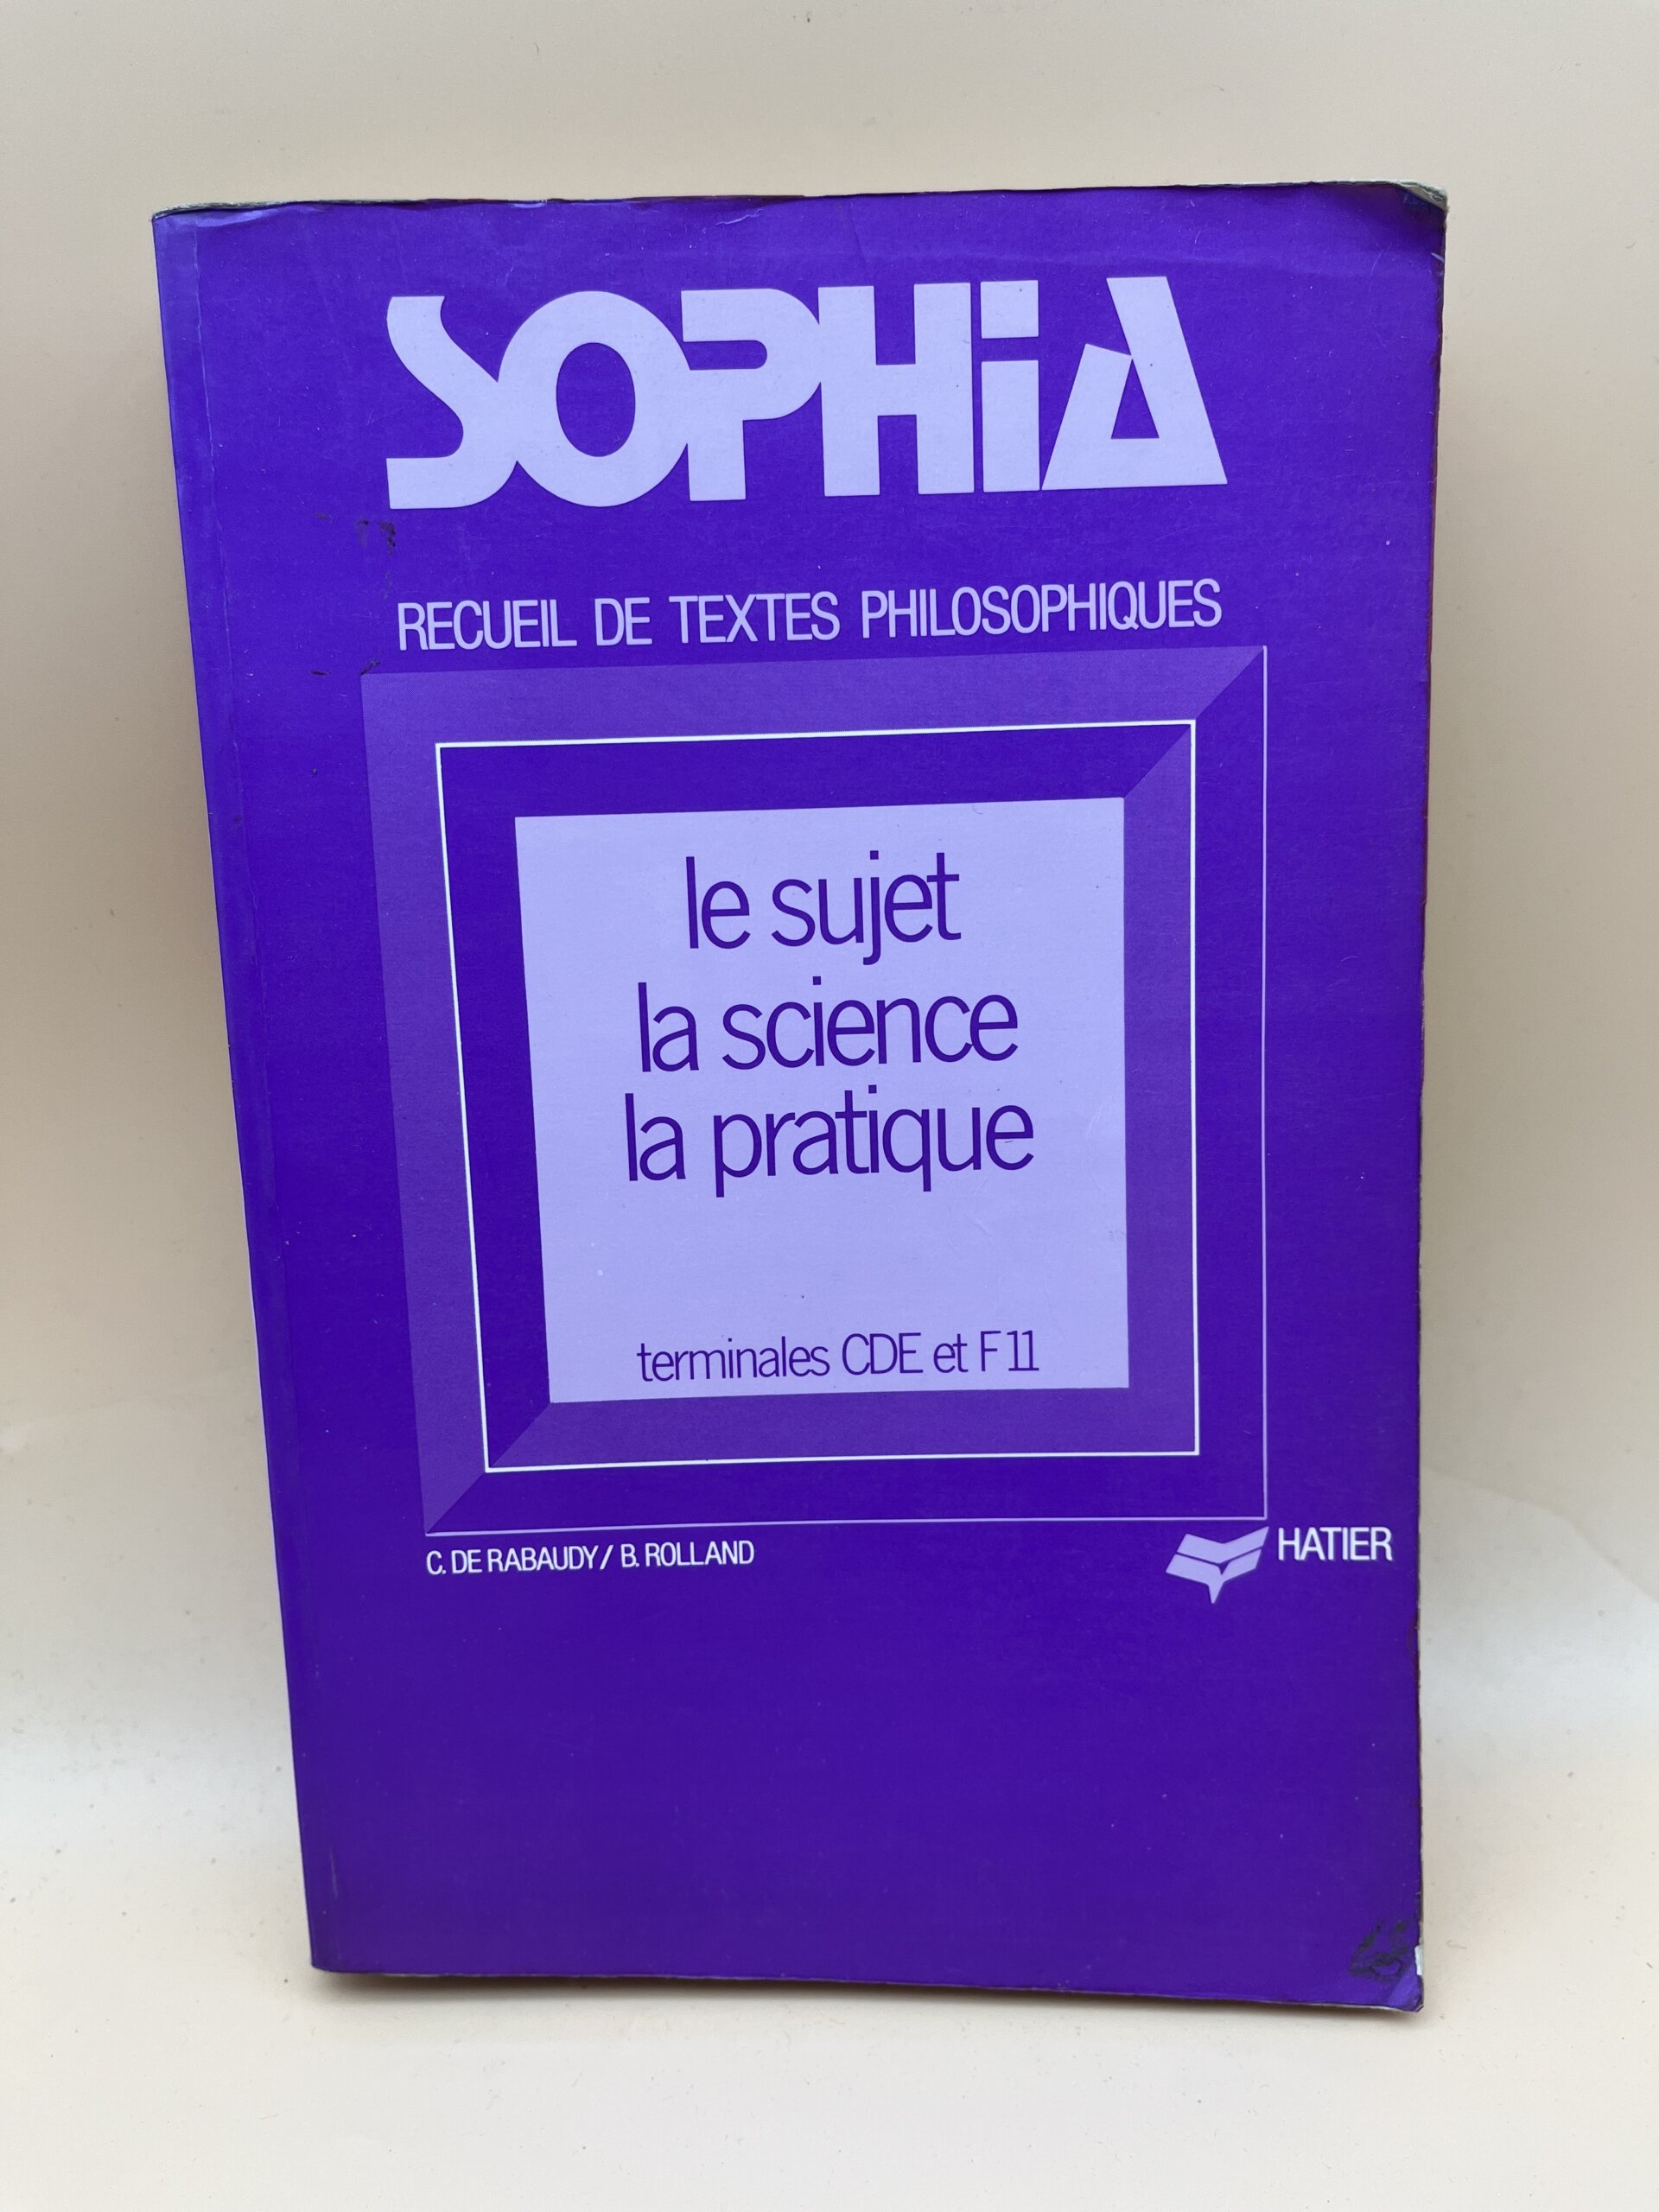 SOPHiA
RECUEIL DE TEXTES PHILOSOPHIQUES
le sujet
la science
la pratique
terminales CDE et F11
C. DE RABAUDY / B. ROLLAND
HATIER